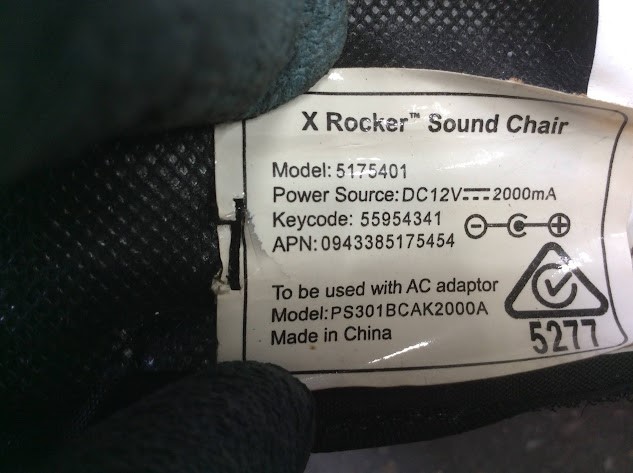 X Rocker™ Sound Chair
Model: 5175401
Power Source: DC12V⎓2000mA
Keycode: 55954341
APN: 0943385175454
To be used with AC adaptor
Model: PS301BCAK2000A
Made in China
5277